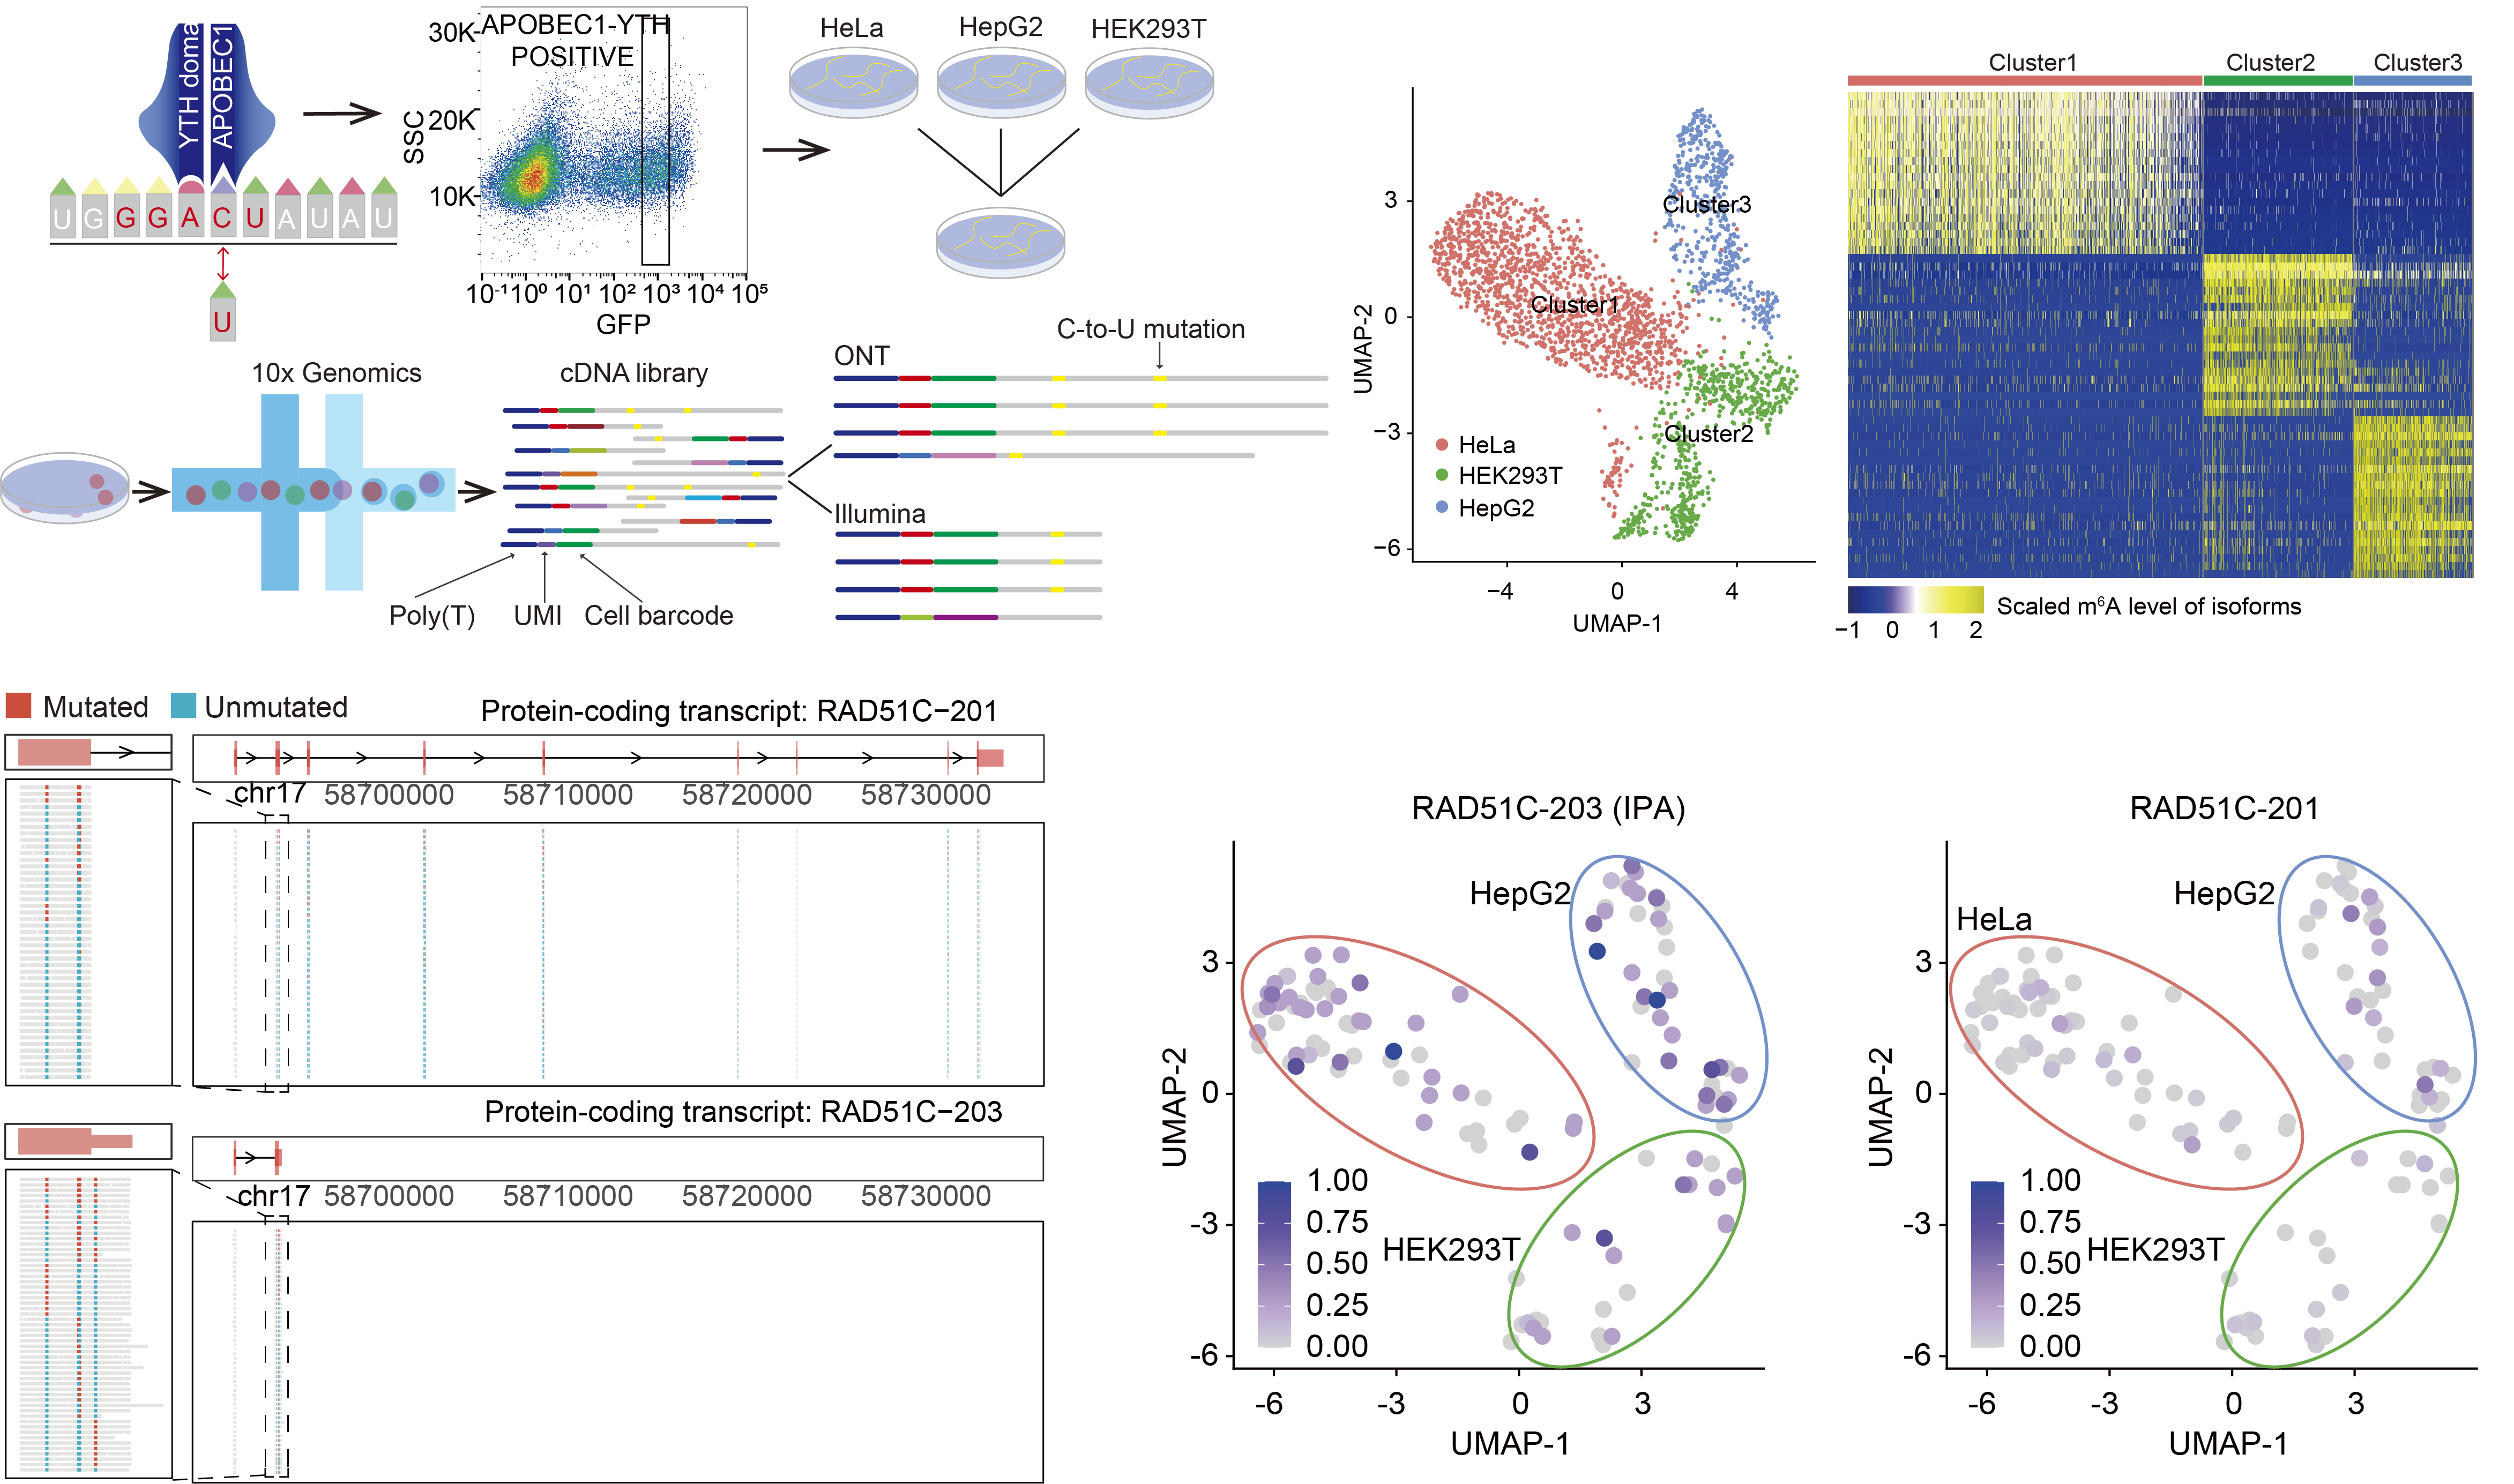 YTH doma
APOBEC1
U G G G A C U A U A U
U
APOBEC1-YTH
POSITIVE
30K
20K
10K
SSC
10⁻¹ 10⁰ 10¹ 10² 10³ 10⁴ 10⁵
GFP
HeLa
HepG2
HEK293T
10x Genomics
cDNA library
Poly(T)
UMI
Cell barcode
ONT
C-to-U mutation
Illumina
UMAP-2
3
0
−3
−6
Cluster3
Cluster1
Cluster2
HeLa
HEK293T
HepG2
−4 0 4
UMAP-1
Cluster1 Cluster2 Cluster3
−1 0 1 2
Scaled m⁶A level of isoforms
Mutated
Unmutated
Protein-coding transcript: RAD51C−201
chr17 58700000 58710000 58720000 58730000
Protein-coding transcript: RAD51C−203
chr17 58700000 58710000 58720000 58730000
RAD51C-203 (IPA)
HepG2
HEK293T
UMAP-2
3
0
-3
-6
1.00
0.75
0.50
0.25
0.00
-6 -3 0 3
UMAP-1
RAD51C-201
HepG2
HeLa
HEK293T
UMAP-2
3
0
-3
-6
1.00
0.75
0.50
0.25
0.00
-6 -3 0 3
UMAP-1